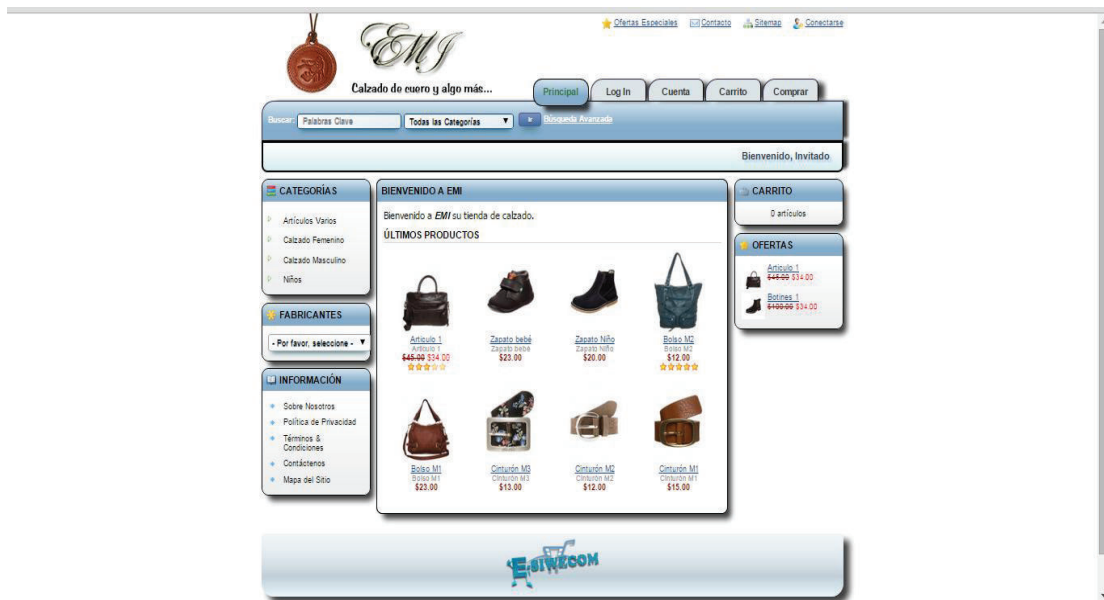 Ofertas Especiales Contacto Sitemap Conectarse
EMI
Calzado de cuero y algo más...
Principal Log In Cuenta Carrito Comprar
Buscar: Palabras Clave Todas las Categorías Búsqueda Avanzada
Bienvenido, Invitado
CATEGORÍAS
Artículos Varios
Calzado Femenino
Calzado Masculino
Niños
FABRICANTES
- Por favor, seleccione -
INFORMACIÓN
Sobre Nosotros
Política de Privacidad
Términos &
Condiciones
Contáctenos
Mapa del Sitio
BIENVENIDO A EMI
Bienvenido a EMI su tienda de calzado.
ÚLTIMOS PRODUCTOS
Artículo 1 Zapato bebé Zapato Niño Bolso M2
Artículo 1 Zapato bebé Zapato Niño Bolso M2
$45.00 $34.00 $23.00 $20.00 $12.00
Bolso M1 Cinturón M3 Cinturón M2 Cinturón M1
Bolso M1 Cinturón M3 Cinturón M2 Cinturón M1
$23.00 $13.00 $12.00 $15.00
CARRITO
0 artículos
OFERTAS
Artículo 1
$45.00 $34.00
Botines 1
$100.00 $34.00
E-SIWECOM